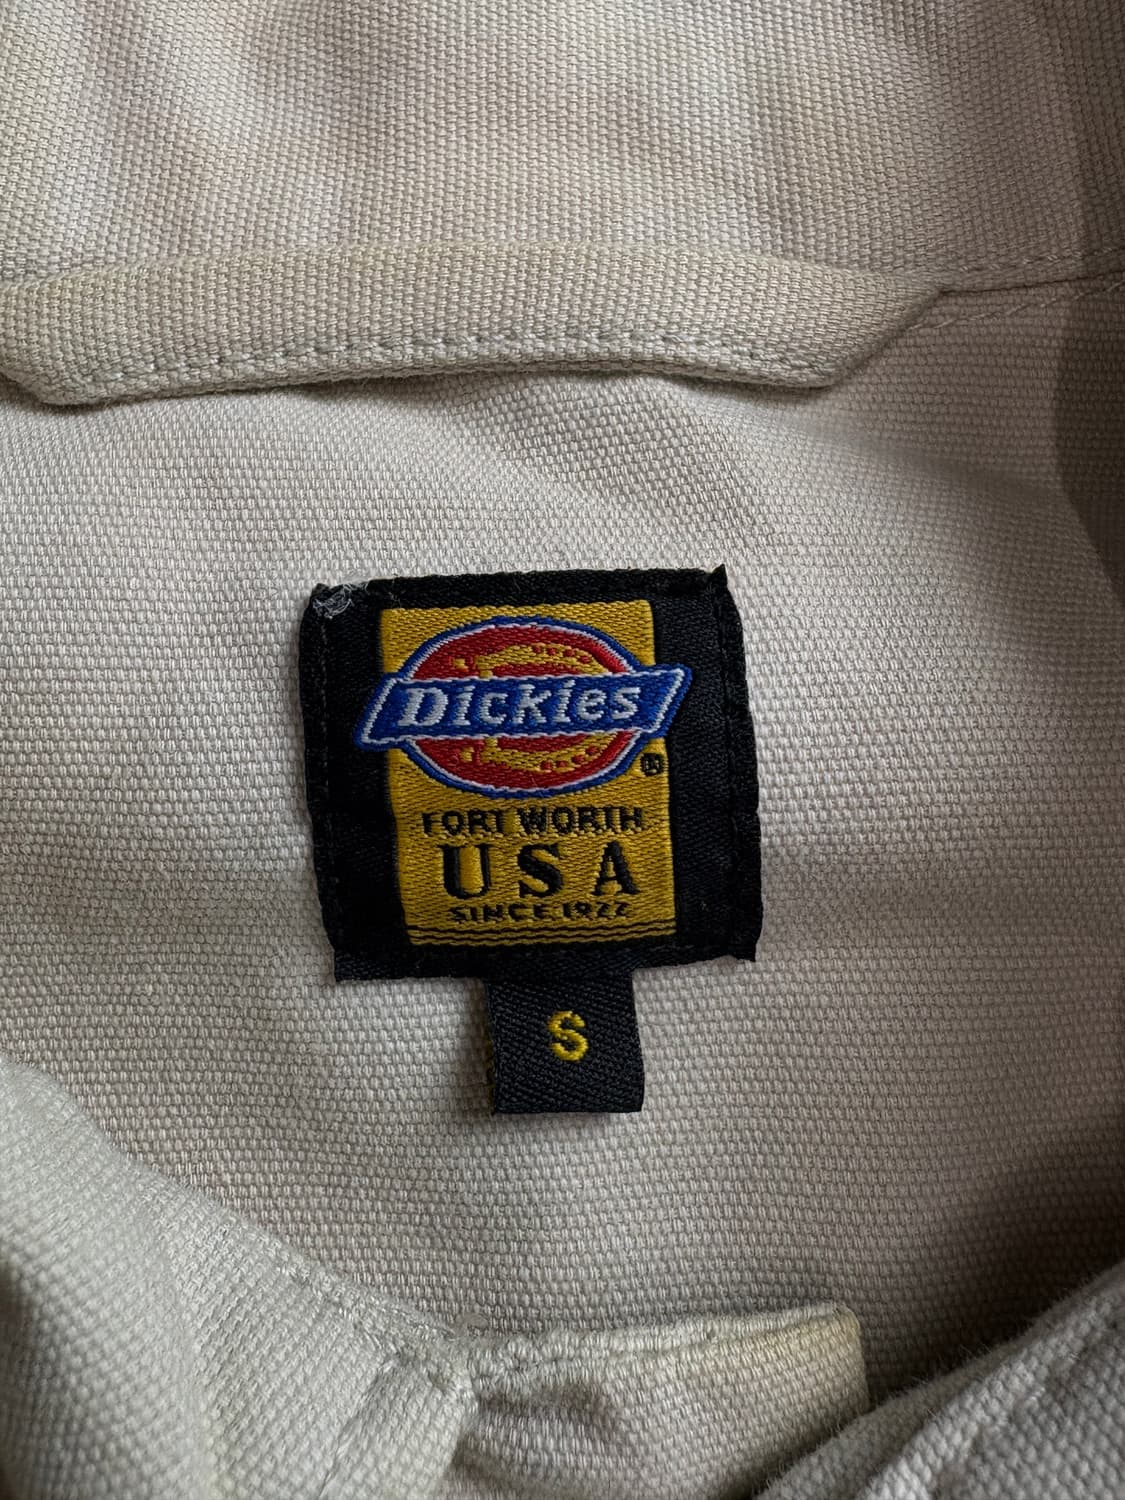 Dickies
®
FORT WORTH
USA
SINCE 1922
S